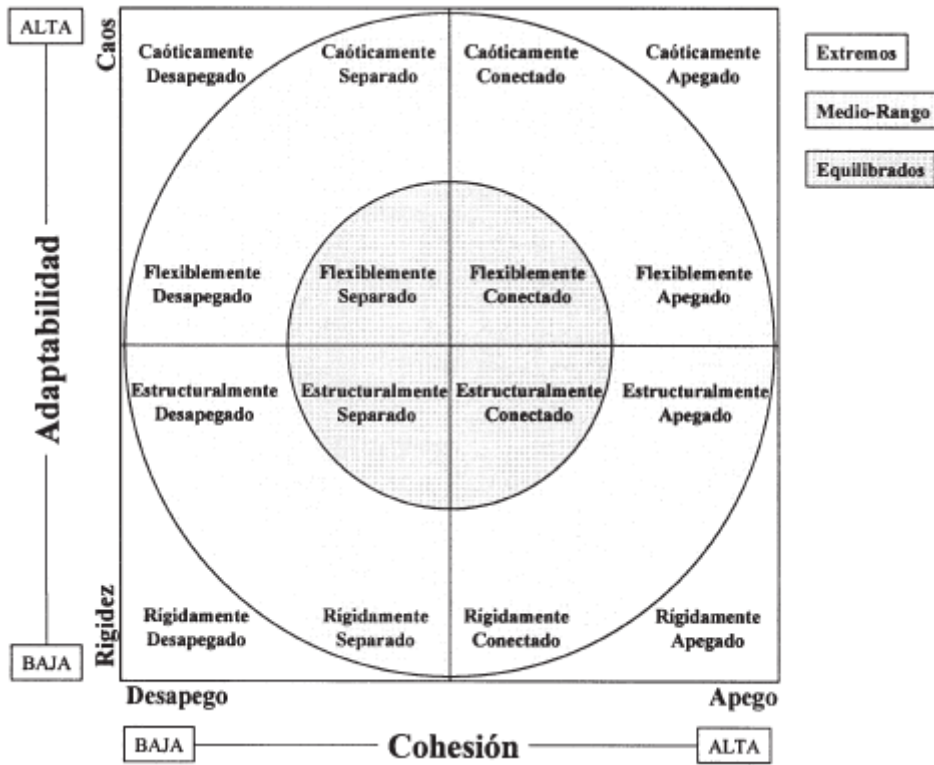 ALTA
Caos
Caóticamente
Desapegado
Caóticamente
Separado
Caóticamente
Conectado
Caóticamente
Apegado
Extremos
Medio-Rango
Equilibrados
Adaptabilidad
Flexiblemente
Desapegado
Flexiblemente
Separado
Flexiblemente
Conectado
Flexiblemente
Apegado
Estructuralmente
Desapegado
Estructuralmente
Separado
Estructuralmente
Conectado
Estructuralmente
Apegado
Rígidamente
Desapegado
Rígidamente
Separado
Rígidamente
Conectado
Rígidamente
Apegado
Rigidez
BAJA
Desapego
Apego
BAJA
Cohesión
ALTA